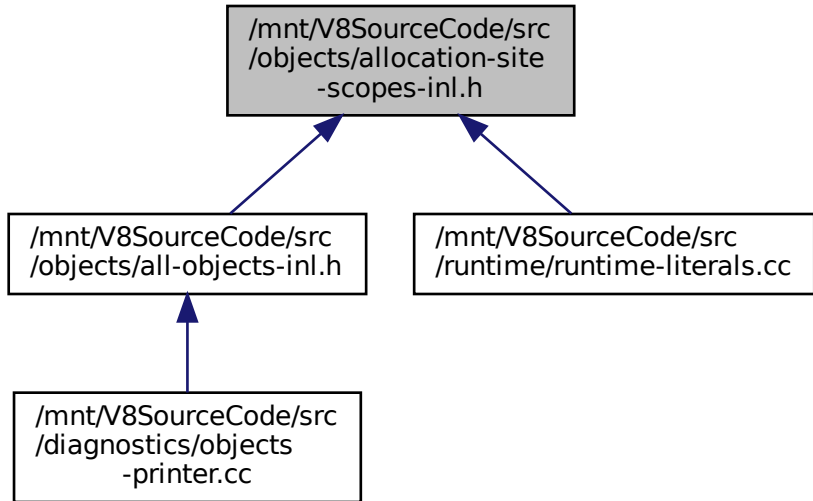 /mnt/V8SourceCode/src
/objects/allocation-site
-scopes-inl.h
/mnt/V8SourceCode/src
/objects/all-objects-inl.h
/mnt/V8SourceCode/src
/runtime/runtime-literals.cc
/mnt/V8SourceCode/src
/diagnostics/objects
-printer.cc